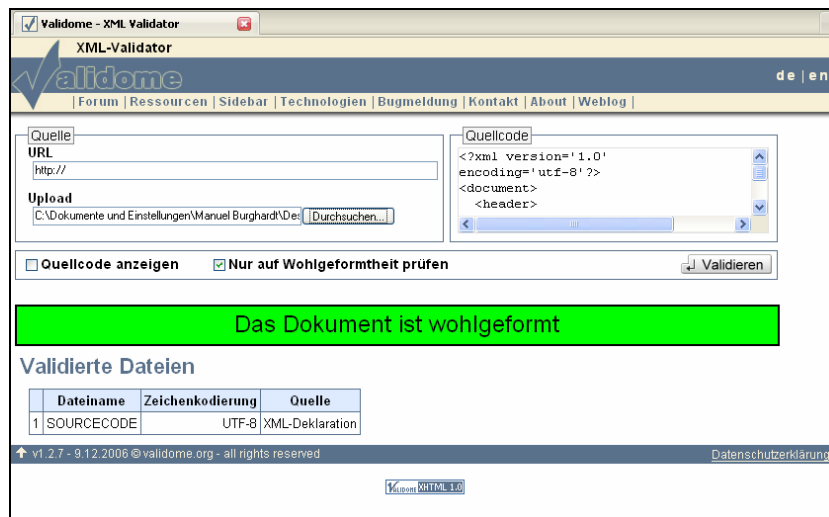 Validome - XML Validator
XML-Validator
Validome
de | en
| Forum | Ressourcen | Sidebar | Technologien | Bugmeldung | Kontakt | About | Weblog |
Quelle
URL
http://
Upload
C:\Dokumente und Einstellungen\Manuel Burghardt\Des
Durchsuchen...
Quellcode
<?xml version='1.0'
encoding='utf-8'?>
<document>
<header>
Quellcode anzeigen
Nur auf Wohlgeformtheit prüfen
Validieren
Das Dokument ist wohlgeformt
Validierte Dateien
Dateiname Zeichenkodierung Quelle
1 SOURCECODE UTF-8 XML-Deklaration
v1.2.7 - 9.12.2006 © validome.org - all rights reserved
Datenschutzerklärung
VALIDOME XHTML 1.0